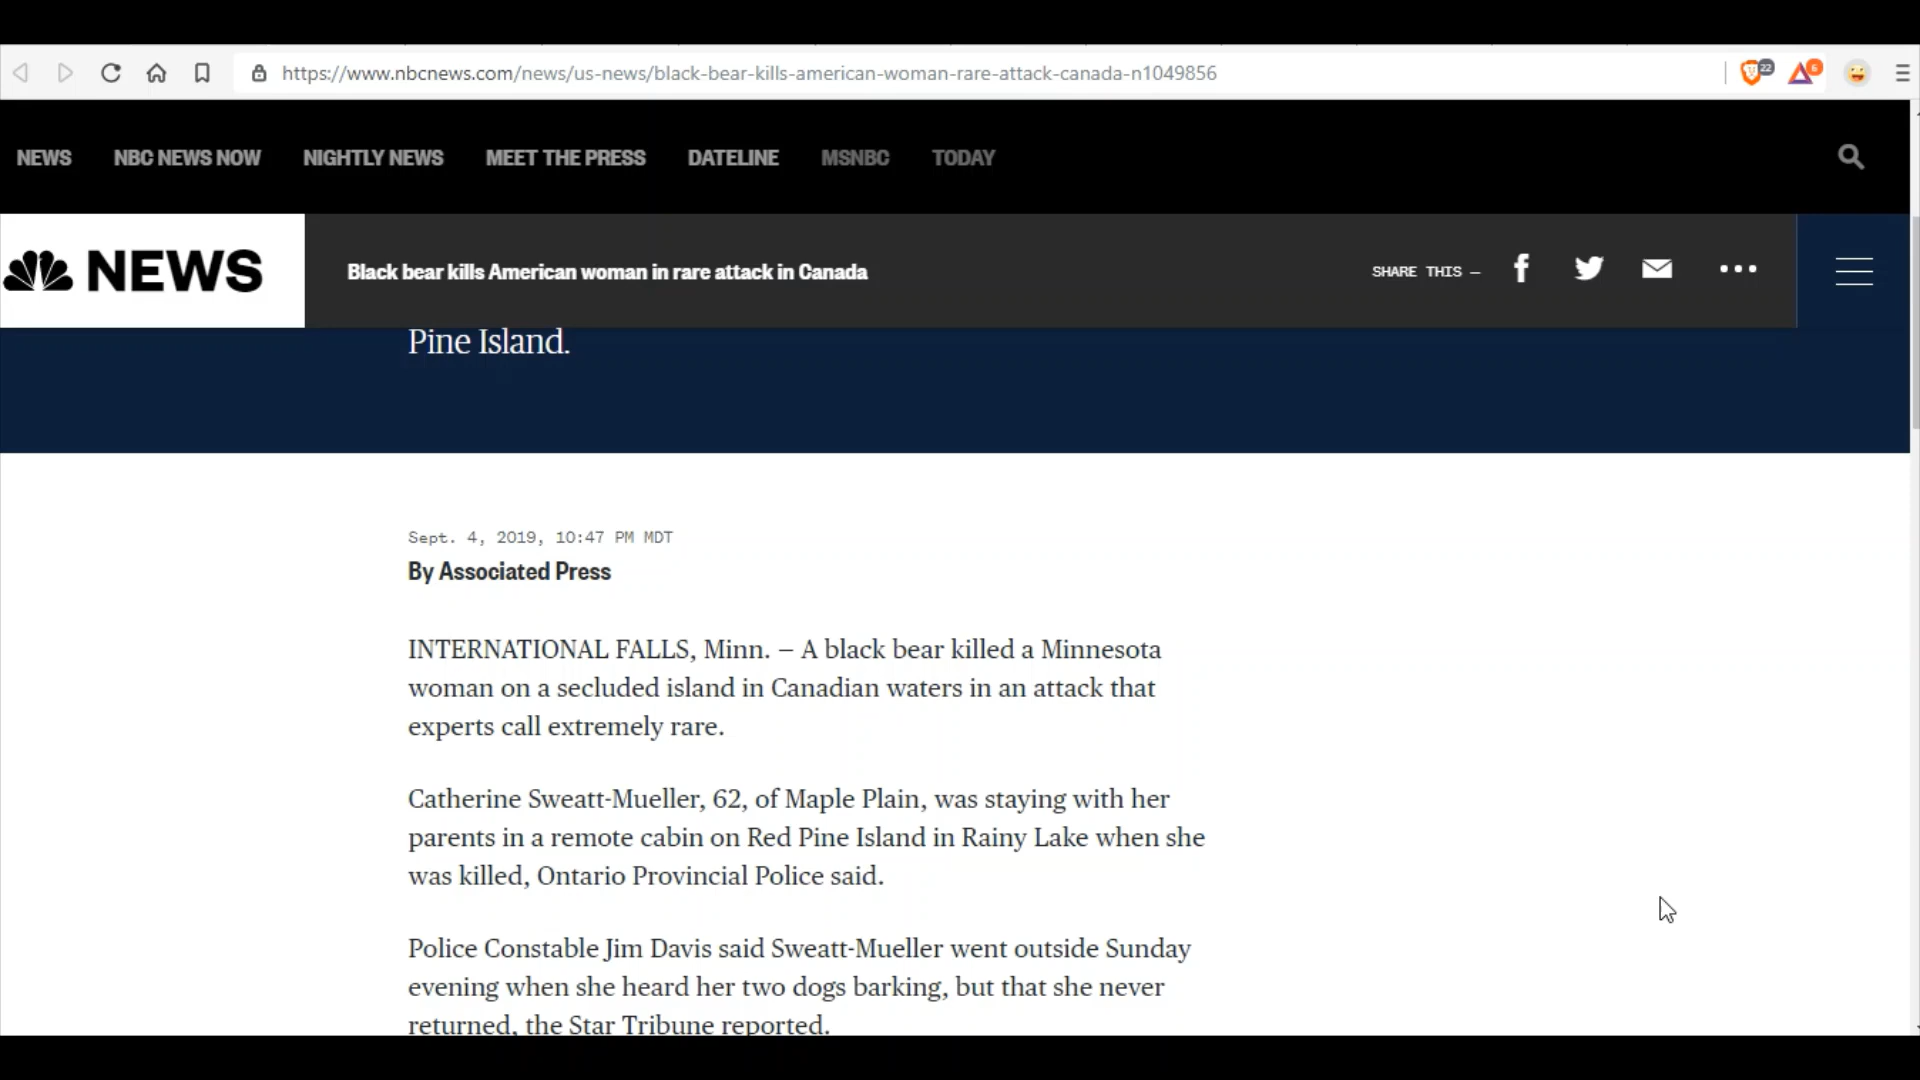 https://www.nbcnews.com/news/us-news/black-bear-kills-american-woman-rare-attack-canada-n1049856
22
6
NEWS NBC NEWS NOW NIGHTLY NEWS MEET THE PRESS DATELINE MSNBC TODAY
NEWS
Black bear kills American woman in rare attack in Canada
SHARE THIS —
Pine Island.
Sept. 4, 2019, 10:47 PM MDT
By Associated Press
INTERNATIONAL FALLS, Minn. — A black bear killed a Minnesota
woman on a secluded island in Canadian waters in an attack that
experts call extremely rare.
Catherine Sweatt-Mueller, 62, of Maple Plain, was staying with her
parents in a remote cabin on Red Pine Island in Rainy Lake when she
was killed, Ontario Provincial Police said.
Police Constable Jim Davis said Sweatt-Mueller went outside Sunday
evening when she heard her two dogs barking, but that she never
returned, the Star Tribune reported.